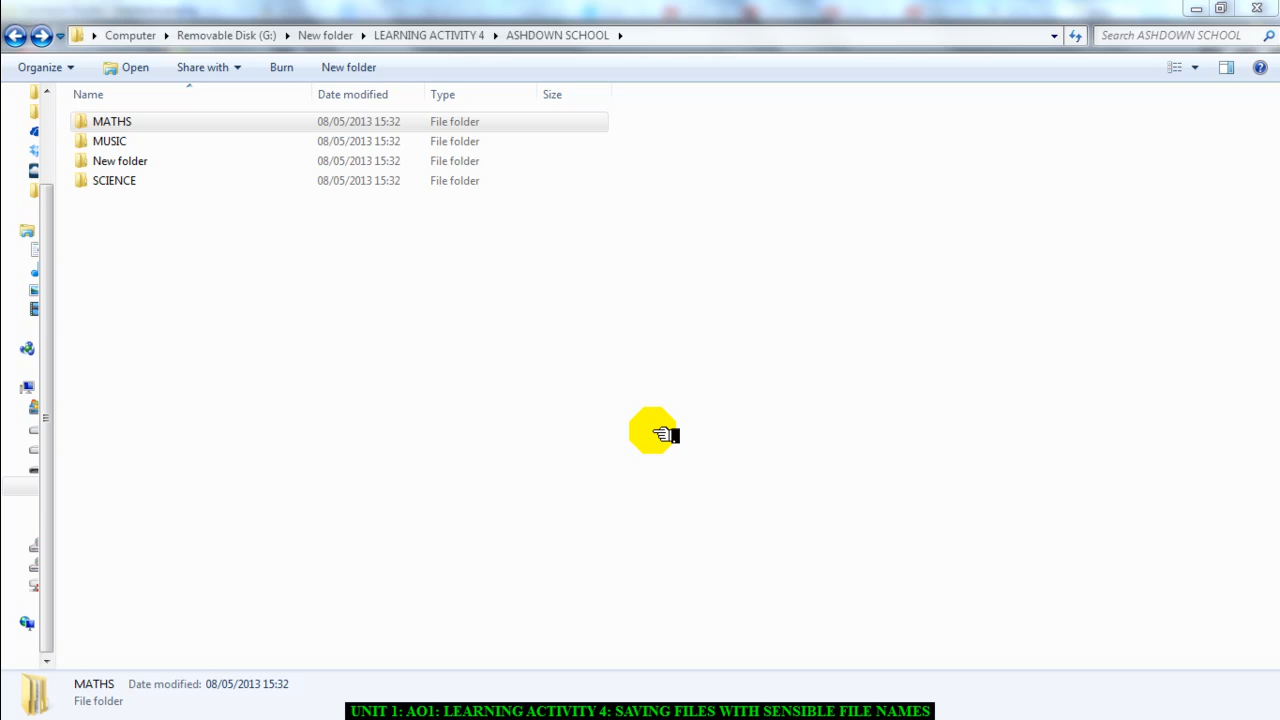 Computer Removable Disk (G:) New folder LEARNING ACTIVITY 4 ASHDOWN SCHOOL Search ASHDOWN SCHOOL
Organize Open Share with Burn New folder
Name Date modified Type Size
MATHS 08/05/2013 15:32 File folder
MUSIC 08/05/2013 15:32 File folder
New folder 08/05/2013 15:32 File folder
SCIENCE 08/05/2013 15:32 File folder
MATHS Date modified: 08/05/2013 15:32
File folder
UNIT 1: AO1: LEARNING ACTIVITY 4: SAVING FILES WITH SENSIBLE FILE NAMES